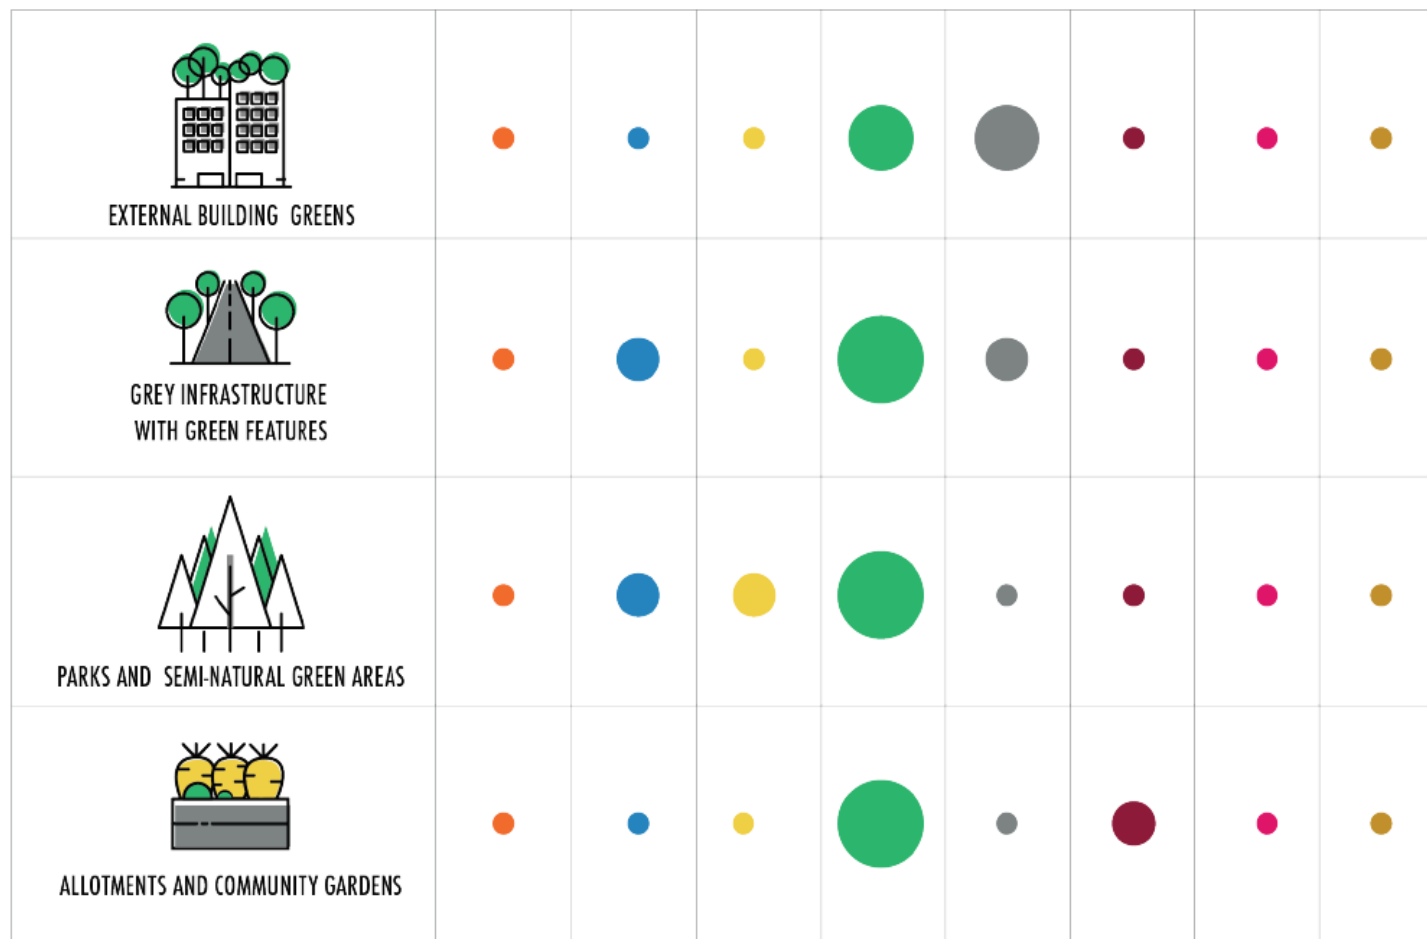 EXTERNAL BUILDING GREENS
GREY INFRASTRUCTURE
WITH GREEN FEATURES
PARKS AND SEMI-NATURAL GREEN AREAS
ALLOTMENTS AND COMMUNITY GARDENS